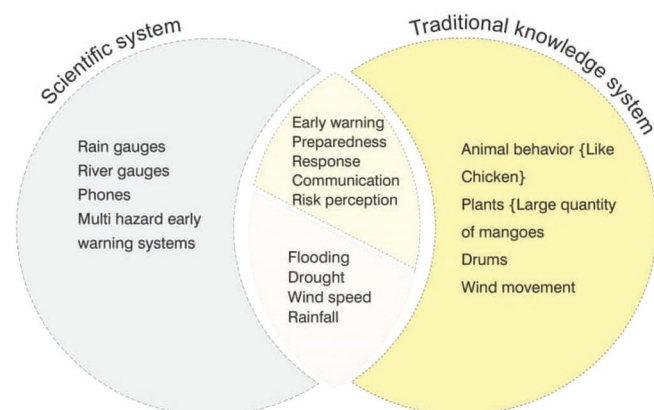 Scientific system
Traditional knowledge system
Rain gauges
River gauges
Phones
Multi hazard early
warning systems
Early warning
Preparedness
Response
Communication
Risk perception
Flooding
Drought
Wind speed
Rainfall
Animal behavior {Like
Chicken}
Plants {Large quantity
of mangoes
Drums
Wind movement